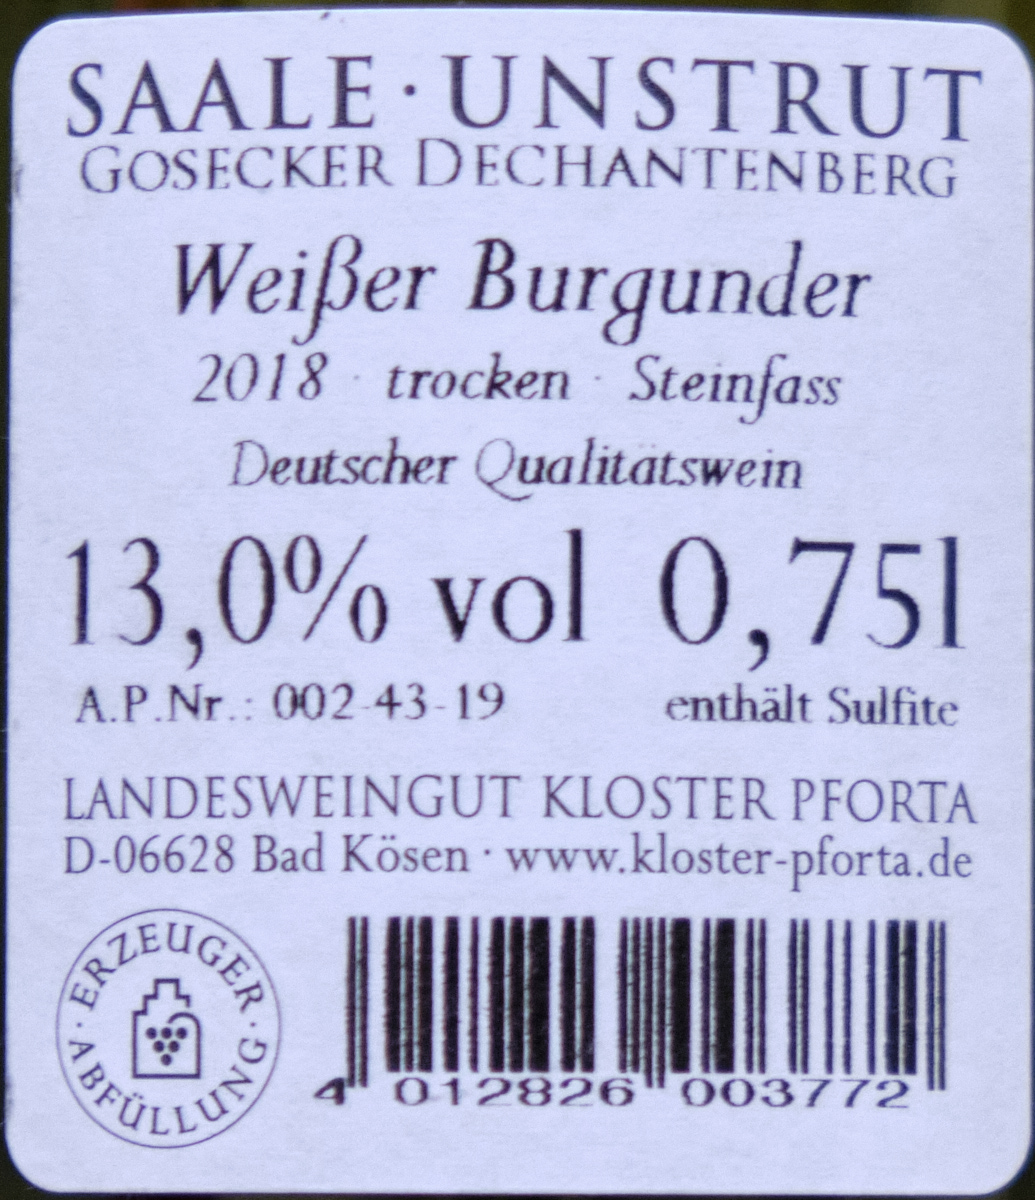 SAALE · UNSTRUT
GOSECKER DECHANTENBERG
Weißer Burgunder
2018 · trocken · Steinfass
Deutscher Qualitätswein
13,0% vol 0,75l
A.P.Nr.: 002-43-19 enthält Sulfite
LANDESWEINGUT KLOSTER PFORTA
D-06628 Bad Kösen · www.kloster-pforta.de
· ERZEUGER ·
ABFÜLLUNG
4 012826 003772